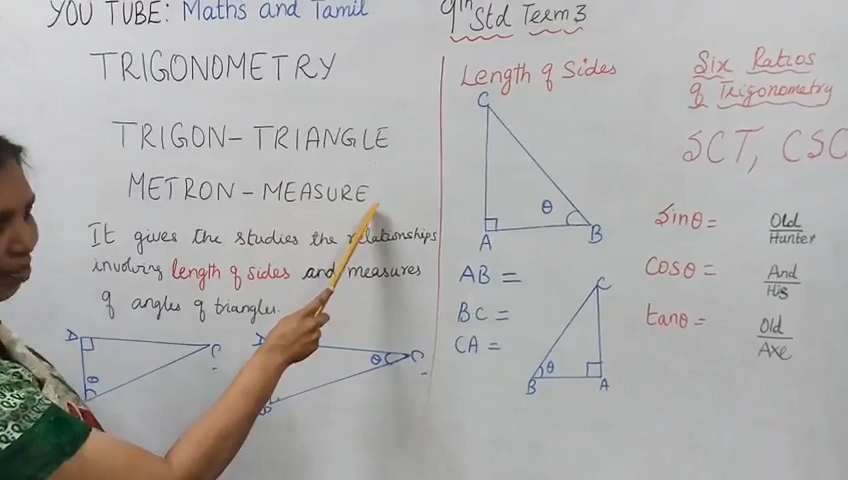 YOU TUBE: Maths and Tamil
TRIGONOMETRY
TRIGON - TRIANGLE
METRON - MEASURE
It gives the studies the relationships
involving length of sides and measures
of angles of triangles.
A
C
θ
θ
C
B
9th Std Term 3
Length of Sides
C
θ
A
B
AB =
BC =
CA =
C
θ
B
A
Six Ratios
of Trigonometry
SCT, CSC
Sinθ = Old
Hunter
Cosθ = And
His
tanθ = Old
Axe